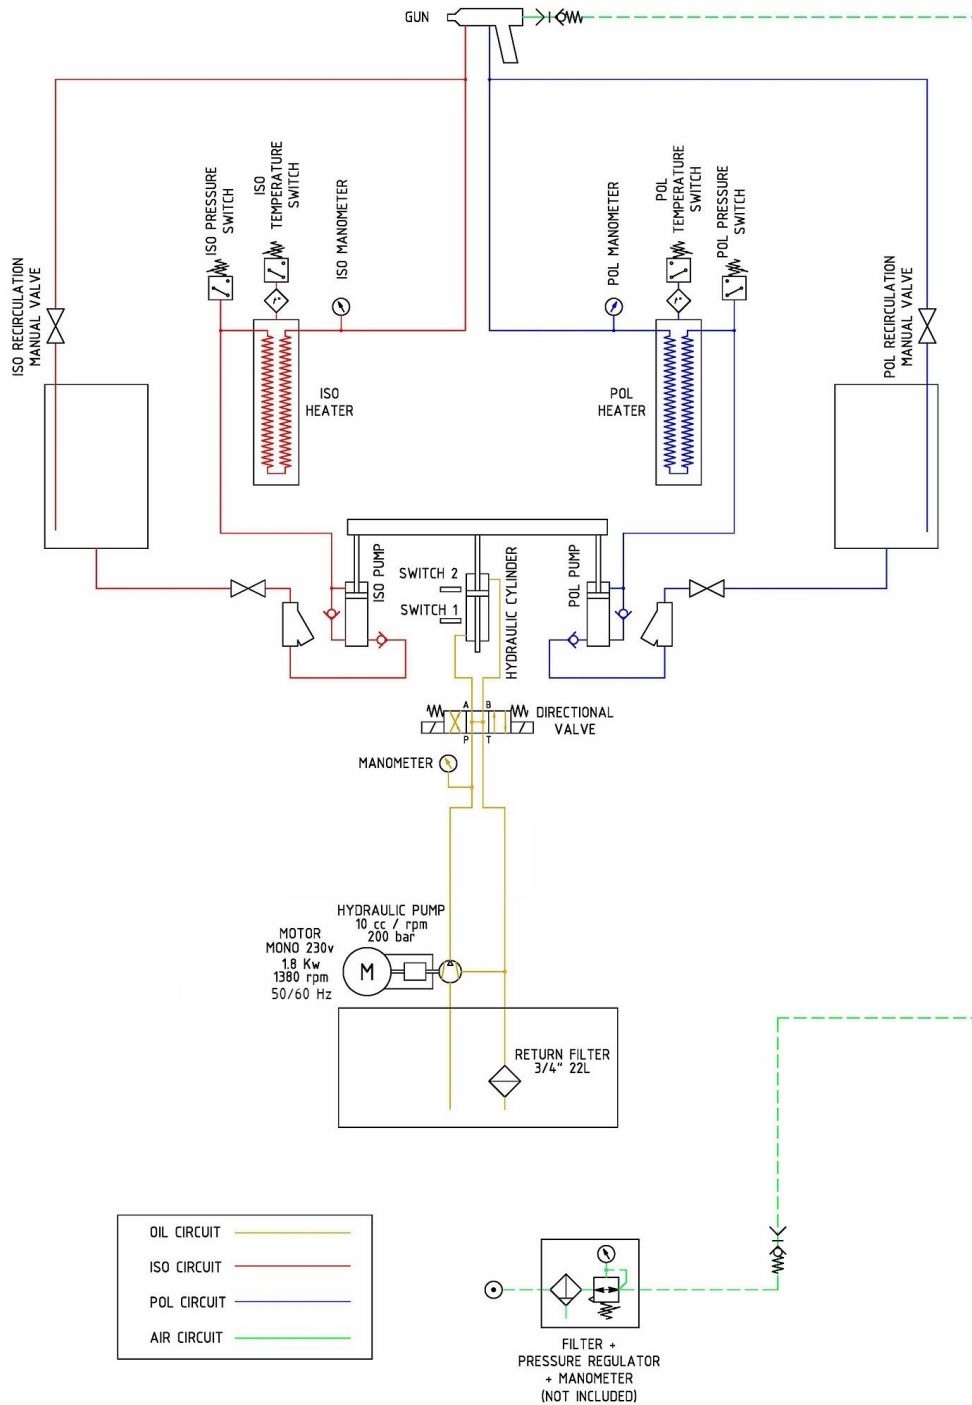 GUN
ISO PRESSURE
SWITCH
ISO
TEMPERATURE
SWITCH
ISO MANOMETER
POL MANOMETER
POL
TEMPERATURE
SWITCH
POL PRESSURE
SWITCH
ISO RECIRCULATION
MANUAL VALVE
POL RECIRCULATION
MANUAL VALVE
t°
t°
ISO
HEATER
POL
HEATER
ISO PUMP
SWITCH 2
SWITCH 1
HYDRAULIC CYLINDER
POL PUMP
A B
P T
DIRECTIONAL
VALVE
MANOMETER
HYDRAULIC PUMP
10 cc / rpm
200 bar
MOTOR
MONO 230v
1.8 Kw
1380 rpm
50/60 Hz
M
RETURN FILTER
3/4" 22L
OIL CIRCUIT
ISO CIRCUIT
POL CIRCUIT
AIR CIRCUIT
FILTER +
PRESSURE REGULATOR
+ MANOMETER
(NOT INCLUDED)